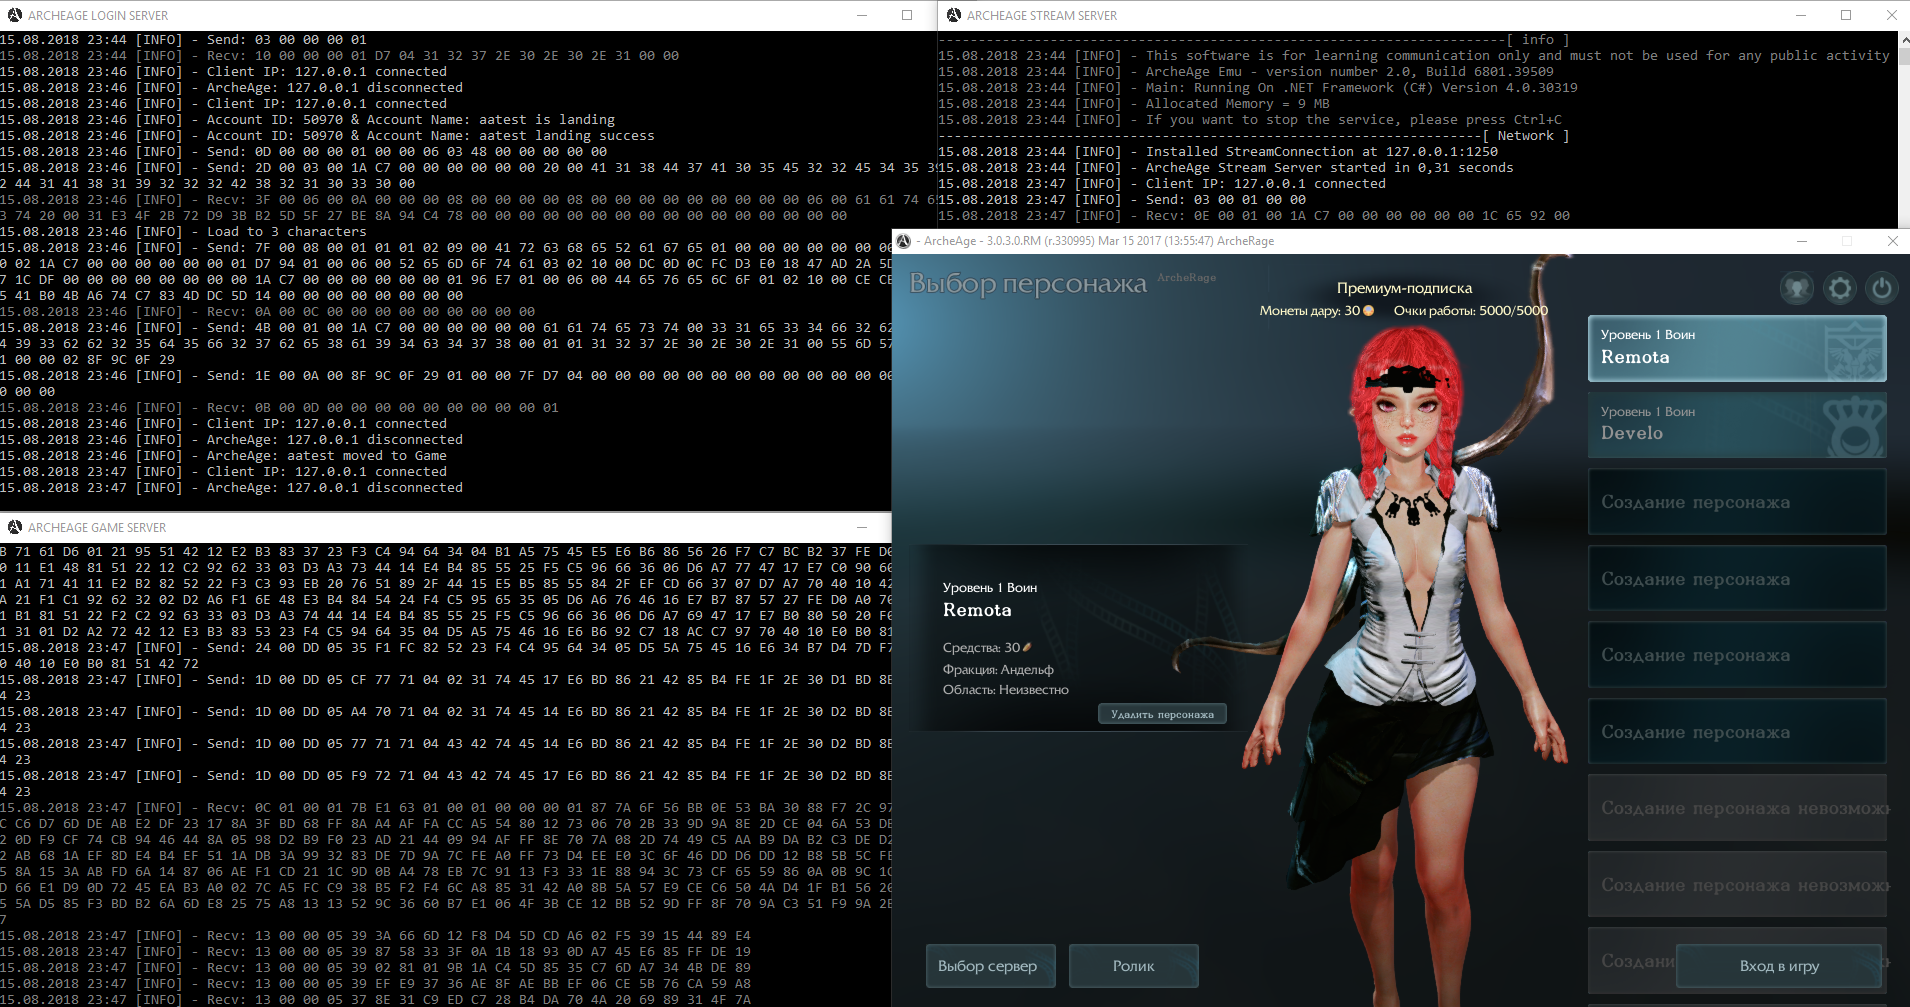 ARCHEAGE LOGIN SERVER
15.08.2018 23:44 [INFO] - Send: 03 00 00 00 01
15.08.2018 23:44 [INFO] - Recv: 10 00 00 00 01 D7 04 31 32 37 2E 30 2E 30 2E 31 00 00
15.08.2018 23:46 [INFO] - Client IP: 127.0.0.1 connected
15.08.2018 23:46 [INFO] - ArcheAge: 127.0.0.1 disconnected
15.08.2018 23:46 [INFO] - Client IP: 127.0.0.1 connected
15.08.2018 23:46 [INFO] - Account ID: 50970 & Account Name: aatest is landing
15.08.2018 23:46 [INFO] - Account ID: 50970 & Account Name: aatest landing success
15.08.2018 23:46 [INFO] - Send: 0D 00 00 00 01 00 00 06 03 48 00 00 00 00 00
15.08.2018 23:46 [INFO] - Send: 2D 00 03 00 1A C7 00 00 00 00 00 00 20 00 41 31 38 44 37 41 30 35 45 32 32 45 34 35 39
2 44 31 41 38 31 39 32 32 32 42 38 32 31 30 33 30 00
15.08.2018 23:46 [INFO] - Recv: 3F 00 06 00 0A 00 00 00 08 00 00 00 00 00 08 00 00 00 00 00 00 00 00 00 06 00 61 61 74 65
3 74 20 00 31 E3 4F 2B 72 D9 3B B2 5D 5F 27 BE 8A 94 C4 78 00 00 00 00 00 00 00 00 00 00 00 00 00 00 00 00
15.08.2018 23:46 [INFO] - Load to 3 characters
15.08.2018 23:46 [INFO] - Send: 7F 00 08 00 01 01 01 02 09 00 41 72 63 68 65 52 61 67 65 01 00 00 00 00 00 00 00 00 00
0 02 1A C7 00 00 00 00 00 00 01 D7 94 01 00 06 00 52 65 6D 6F 74 61 03 02 10 00 DC 0D 0C FC D3 E0 18 47 AD 2A 5D
7 1C DF 00 00 00 00 00 00 00 00 1A C7 00 00 00 00 00 00 01 96 E7 01 00 06 00 44 65 76 65 6C 6F 01 02 10 00 CE CE
5 41 B0 4B A6 74 C7 83 4D DC 5D 14 00 00 00 00 00 00 00 00
15.08.2018 23:46 [INFO] - Recv: 0A 00 0C 00 00 00 00 00 00 00 00 00
15.08.2018 23:46 [INFO] - Send: 4B 00 01 00 1A C7 00 00 00 00 00 00 00 61 61 74 65 73 74 00 33 31 65 33 34 66 32 62
4 39 33 62 62 32 35 64 35 66 32 37 62 65 38 61 39 34 63 34 37 38 00 01 01 31 32 37 2E 30 2E 30 2E 31 00 55 6D 57
1 00 00 02 8F 9C 0F 29
15.08.2018 23:46 [INFO] - Send: 1E 00 0A 00 8F 9C 0F 29 01 00 00 7F D7 04 00 00 00 00 00 00 00 00 00 00 00 00 00
0 00 00
15.08.2018 23:46 [INFO] - Recv: 0B 00 0D 00 00 00 00 00 00 00 00 00 01
15.08.2018 23:46 [INFO] - Client IP: 127.0.0.1 connected
15.08.2018 23:46 [INFO] - ArcheAge: 127.0.0.1 disconnected
15.08.2018 23:46 [INFO] - ArcheAge: aatest moved to Game
15.08.2018 23:47 [INFO] - Client IP: 127.0.0.1 connected
15.08.2018 23:47 [INFO] - ArcheAge: 127.0.0.1 disconnected
ARCHEAGE STREAM SERVER
-----------------------------------------------------------------------[ info ]
15.08.2018 23:44 [INFO] - This software is for learning communication only and must not be used for any public activity
15.08.2018 23:44 [INFO] - ArcheAge Emu - version number 2.0, Build 6801.39509
15.08.2018 23:44 [INFO] - Main: Running On .NET Framework (C#) Version 4.0.30319
15.08.2018 23:44 [INFO] - Allocated Memory = 9 MB
15.08.2018 23:44 [INFO] - If you want to stop the service, please press Ctrl+C
--------------------------------------------------------------------[ Network ]
15.08.2018 23:44 [INFO] - Installed StreamConnection at 127.0.0.1:1250
15.08.2018 23:44 [INFO] - ArcheAge Stream Server started in 0,31 seconds
15.08.2018 23:47 [INFO] - Client IP: 127.0.0.1 connected
15.08.2018 23:47 [INFO] - Send: 03 00 01 00 00
15.08.2018 23:47 [INFO] - Recv: 0E 00 01 00 1A C7 00 00 00 00 00 00 1C 65 92 00
ARCHEAGE GAME SERVER
B 71 61 D6 01 21 95 51 42 12 E2 B3 83 37 23 F3 C4 94 64 34 04 B1 A5 75 45 E5 E6 B6 86 56 26 F7 C7 BC B2 37 FE D0
0 11 E1 48 81 51 22 12 C2 92 62 33 03 D3 A3 73 44 14 E4 B4 85 55 25 F5 C5 96 66 36 06 D6 A7 77 47 17 E7 C0 90 60
1 A1 71 41 11 E2 B2 82 52 22 F3 C3 93 EB 20 76 51 89 2F 44 15 E5 B5 85 55 84 2F EF CD 66 37 07 D7 A7 70 40 10 42
A 21 F1 C1 92 62 32 02 D2 A6 F1 6E 48 E3 B4 84 54 24 F4 C5 95 65 35 05 D6 A6 76 46 16 E7 B7 87 57 27 FE D0 A0 70
1 B1 81 51 22 F2 C2 92 63 33 03 D3 A3 74 44 14 E4 B4 85 55 25 F5 C5 96 66 36 06 D6 A7 69 47 17 E7 B0 80 50 20 F0
1 31 01 D2 A2 72 42 12 E3 B3 83 53 23 F4 C5 94 64 35 04 D5 A5 75 46 16 E6 B6 92 C7 18 AC C7 97 70 40 10 E0 B0 81
15.08.2018 23:47 [INFO] - Send: 24 00 DD 05 35 F1 FC 82 52 23 F4 C4 95 64 34 05 D5 5A 75 45 16 E6 34 B7 D4 7D F7
0 40 10 E0 B0 81 51 42 72
15.08.2018 23:47 [INFO] - Send: 1D 00 DD 05 CF 77 71 04 02 31 74 45 17 E6 BD 86 21 42 85 B4 FE 1F 2E 30 D1 BD 8E
4 23
15.08.2018 23:47 [INFO] - Send: 1D 00 DD 05 A4 70 71 04 02 31 74 45 14 E6 BD 86 21 42 85 B4 FE 1F 2E 30 D2 BD 8E
4 23
15.08.2018 23:47 [INFO] - Send: 1D 00 DD 05 77 71 71 04 43 42 74 45 14 E6 BD 86 21 42 85 B4 FE 1F 2E 30 D2 BD 8E
4 23
15.08.2018 23:47 [INFO] - Send: 1D 00 DD 05 F9 72 71 04 43 42 74 45 17 E6 BD 86 21 42 85 B4 FE 1F 2E 30 D2 BD 8E
4 23
15.08.2018 23:47 [INFO] - Recv: 0C 01 00 01 7B E1 63 01 00 01 00 00 00 01 87 7A 6F 56 BB 0E 53 BA 30 88 F7 2C 97
C C6 D7 6D DE AB E2 DF 23 17 8A 3F BD 68 FF 8A A4 AF FA CC A5 54 80 12 73 06 70 2B 33 9D 9A 8E 2D CE 04 6A 53 DE
2 0D F9 CF 74 CB 94 46 44 8A 05 98 D2 B9 F0 23 AD 21 44 09 94 AF FF 8E 70 7A 08 2D 74 49 C5 AA B9 DA B2 C3 DE D2
2 AB 68 1A EF 8D E4 B4 EF 51 1A DB 3A 99 32 83 DE 7D 9A 7C FE A0 FF 73 D4 EE E0 3C 6F 46 DD D6 DD 12 B8 5B 5C FE
5 8A 15 3A AB FD 6A 14 87 06 AE F1 CD 21 1C 9D 0B A4 78 EB 7C 91 13 F3 33 1E 88 94 3C 73 CF 65 59 86 0A 0B 9C 1C
D 66 E1 D9 0D 72 45 EA B3 A0 02 7C A5 FC C9 38 B5 F2 F4 6C A8 85 31 42 A0 8B 5A 57 E9 CE C6 50 4A D4 1F B1 56 20
5 5A D5 85 F3 BD B2 6A 6D E8 25 75 A8 13 13 52 9C 36 60 B7 E1 06 4F 3B CE 12 BB 52 9D FF 8F 70 9A C3 51 F9 9A 2E
7
15.08.2018 23:47 [INFO] - Recv: 13 00 00 05 39 3A 66 6D 12 F8 D4 5D CD A6 02 F5 39 15 44 89 E4
15.08.2018 23:47 [INFO] - Recv: 13 00 00 05 39 87 58 33 3F 0A 1B 18 93 0D A7 45 E6 85 FF DE 19
15.08.2018 23:47 [INFO] - Recv: 13 00 00 05 39 02 81 01 9B 1A C4 5D 85 35 C7 6D A7 34 4B DE 89
15.08.2018 23:47 [INFO] - Recv: 13 00 00 05 39 EF E9 37 36 AE 8F AE BB EF 06 CE 5B 76 CA 59 A8
15.08.2018 23:47 [INFO] - Recv: 13 00 00 05 37 8E 31 C9 ED C7 28 B4 DA 70 4A 20 69 89 31 4F 7A
- ArcheAge - 3.0.3.0.RM (r.330995) Mar 15 2017 (13:55:47) ArcheRage
Выбор персонажа ArcheRage
Премиум-подписка
Монеты дару: 30 Очки работы: 5000/5000
Уровень 1 Воин
Remota
Уровень 1 Воин
Develo
Создание персонажа
Создание персонажа
Создание персонажа
Создание персонажа
Создание персонажа невозможн
Создание персонажа невозможн
Уровень 1 Воин
Remota
Средства: 30
Фракция: Андельф
Область: Неизвестно
Удалить персонажа
Выбор сервера
Ролик
Создани
Вход в игру